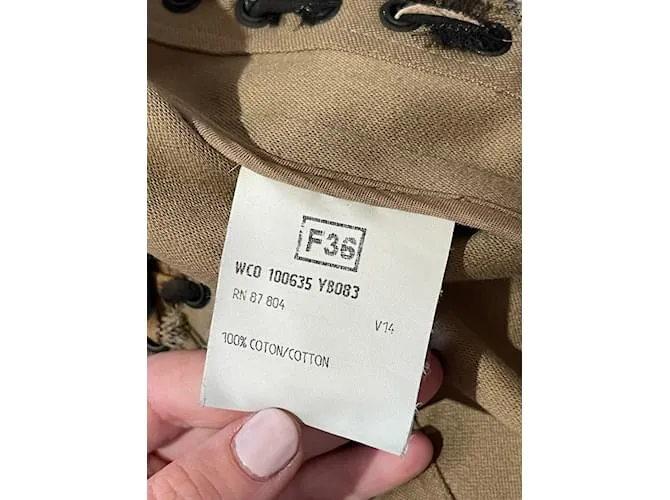 F36
WCO 100635 YB083
RN 87 804
V14
100% COTON/COTTON